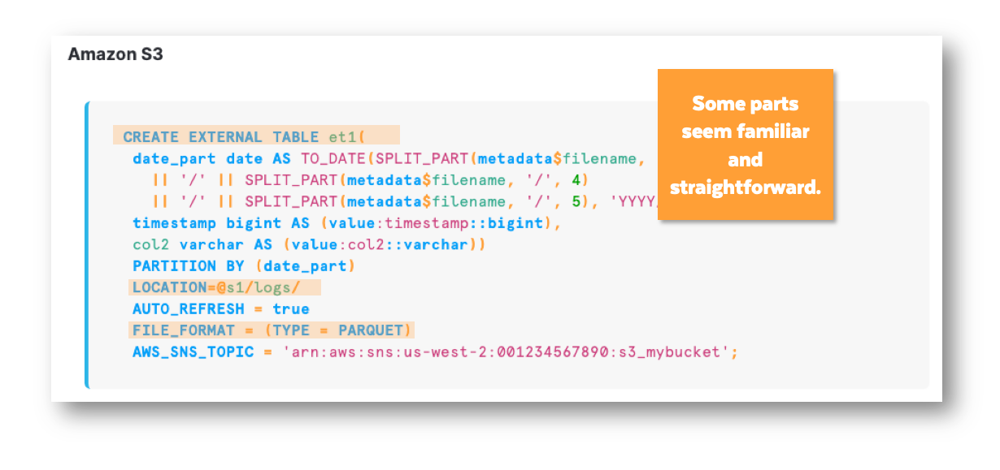 Amazon S3
CREATE EXTERNAL TABLE et1(
date_part date AS TO_DATE(SPLIT_PART(metadata$filename,
|| '/' || SPLIT_PART(metadata$filename, '/', 4)
|| '/' || SPLIT_PART(metadata$filename, '/', 5), 'YYYY
timestamp bigint AS (value:timestamp::bigint),
col2 varchar AS (value:col2::varchar))
PARTITION BY (date_part)
LOCATION=@s1/logs/
AUTO_REFRESH = true
FILE_FORMAT = (TYPE = PARQUET)
AWS_SNS_TOPIC = 'arn:aws:sns:us-west-2:001234567890:s3_mybucket';
Some parts
seem familiar
and
straightforward.